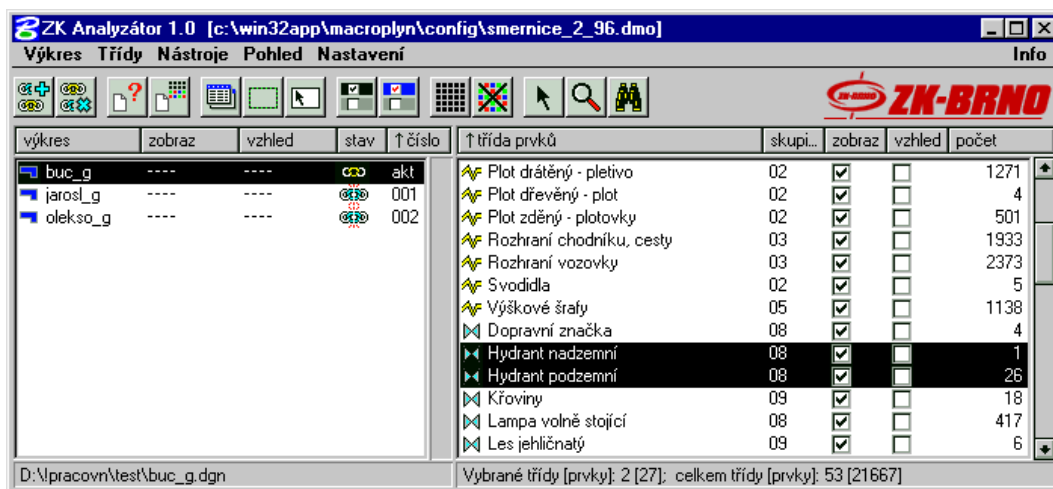 ZK Analyzátor 1.0 [c:\win32app\macroplyn\config\smernice_2_96.dmo]
Výkres Třídy Nástroje Pohled Nastavení Info
ZK-BRNO ZK-BRNO
výkres zobraz vzhled stav ↑ číslo
buc_g ---- ---- akt
jarosl_g ---- ---- 001
olekso_g ---- ---- 002
↑ třída prvků skupi... zobraz vzhled počet
Plot drátěný - pletivo 02 1271
Plot dřevěný - plot 02 4
Plot zděný - plotovky 02 501
Rozhraní chodníku, cesty 03 1933
Rozhraní vozovky 03 2373
Svodidla 02 5
Výškové šrafy 05 1138
Dopravní značka 08 4
Hydrant nadzemní 08 1
Hydrant podzemní 08 26
Křoviny 09 18
Lampa volně stojící 08 417
Les jehličnatý 09 6
D:\!pracovn\test\buc_g.dgn
Vybrané třídy [prvky]: 2 [27]; celkem třídy [prvky]: 53 [21667]